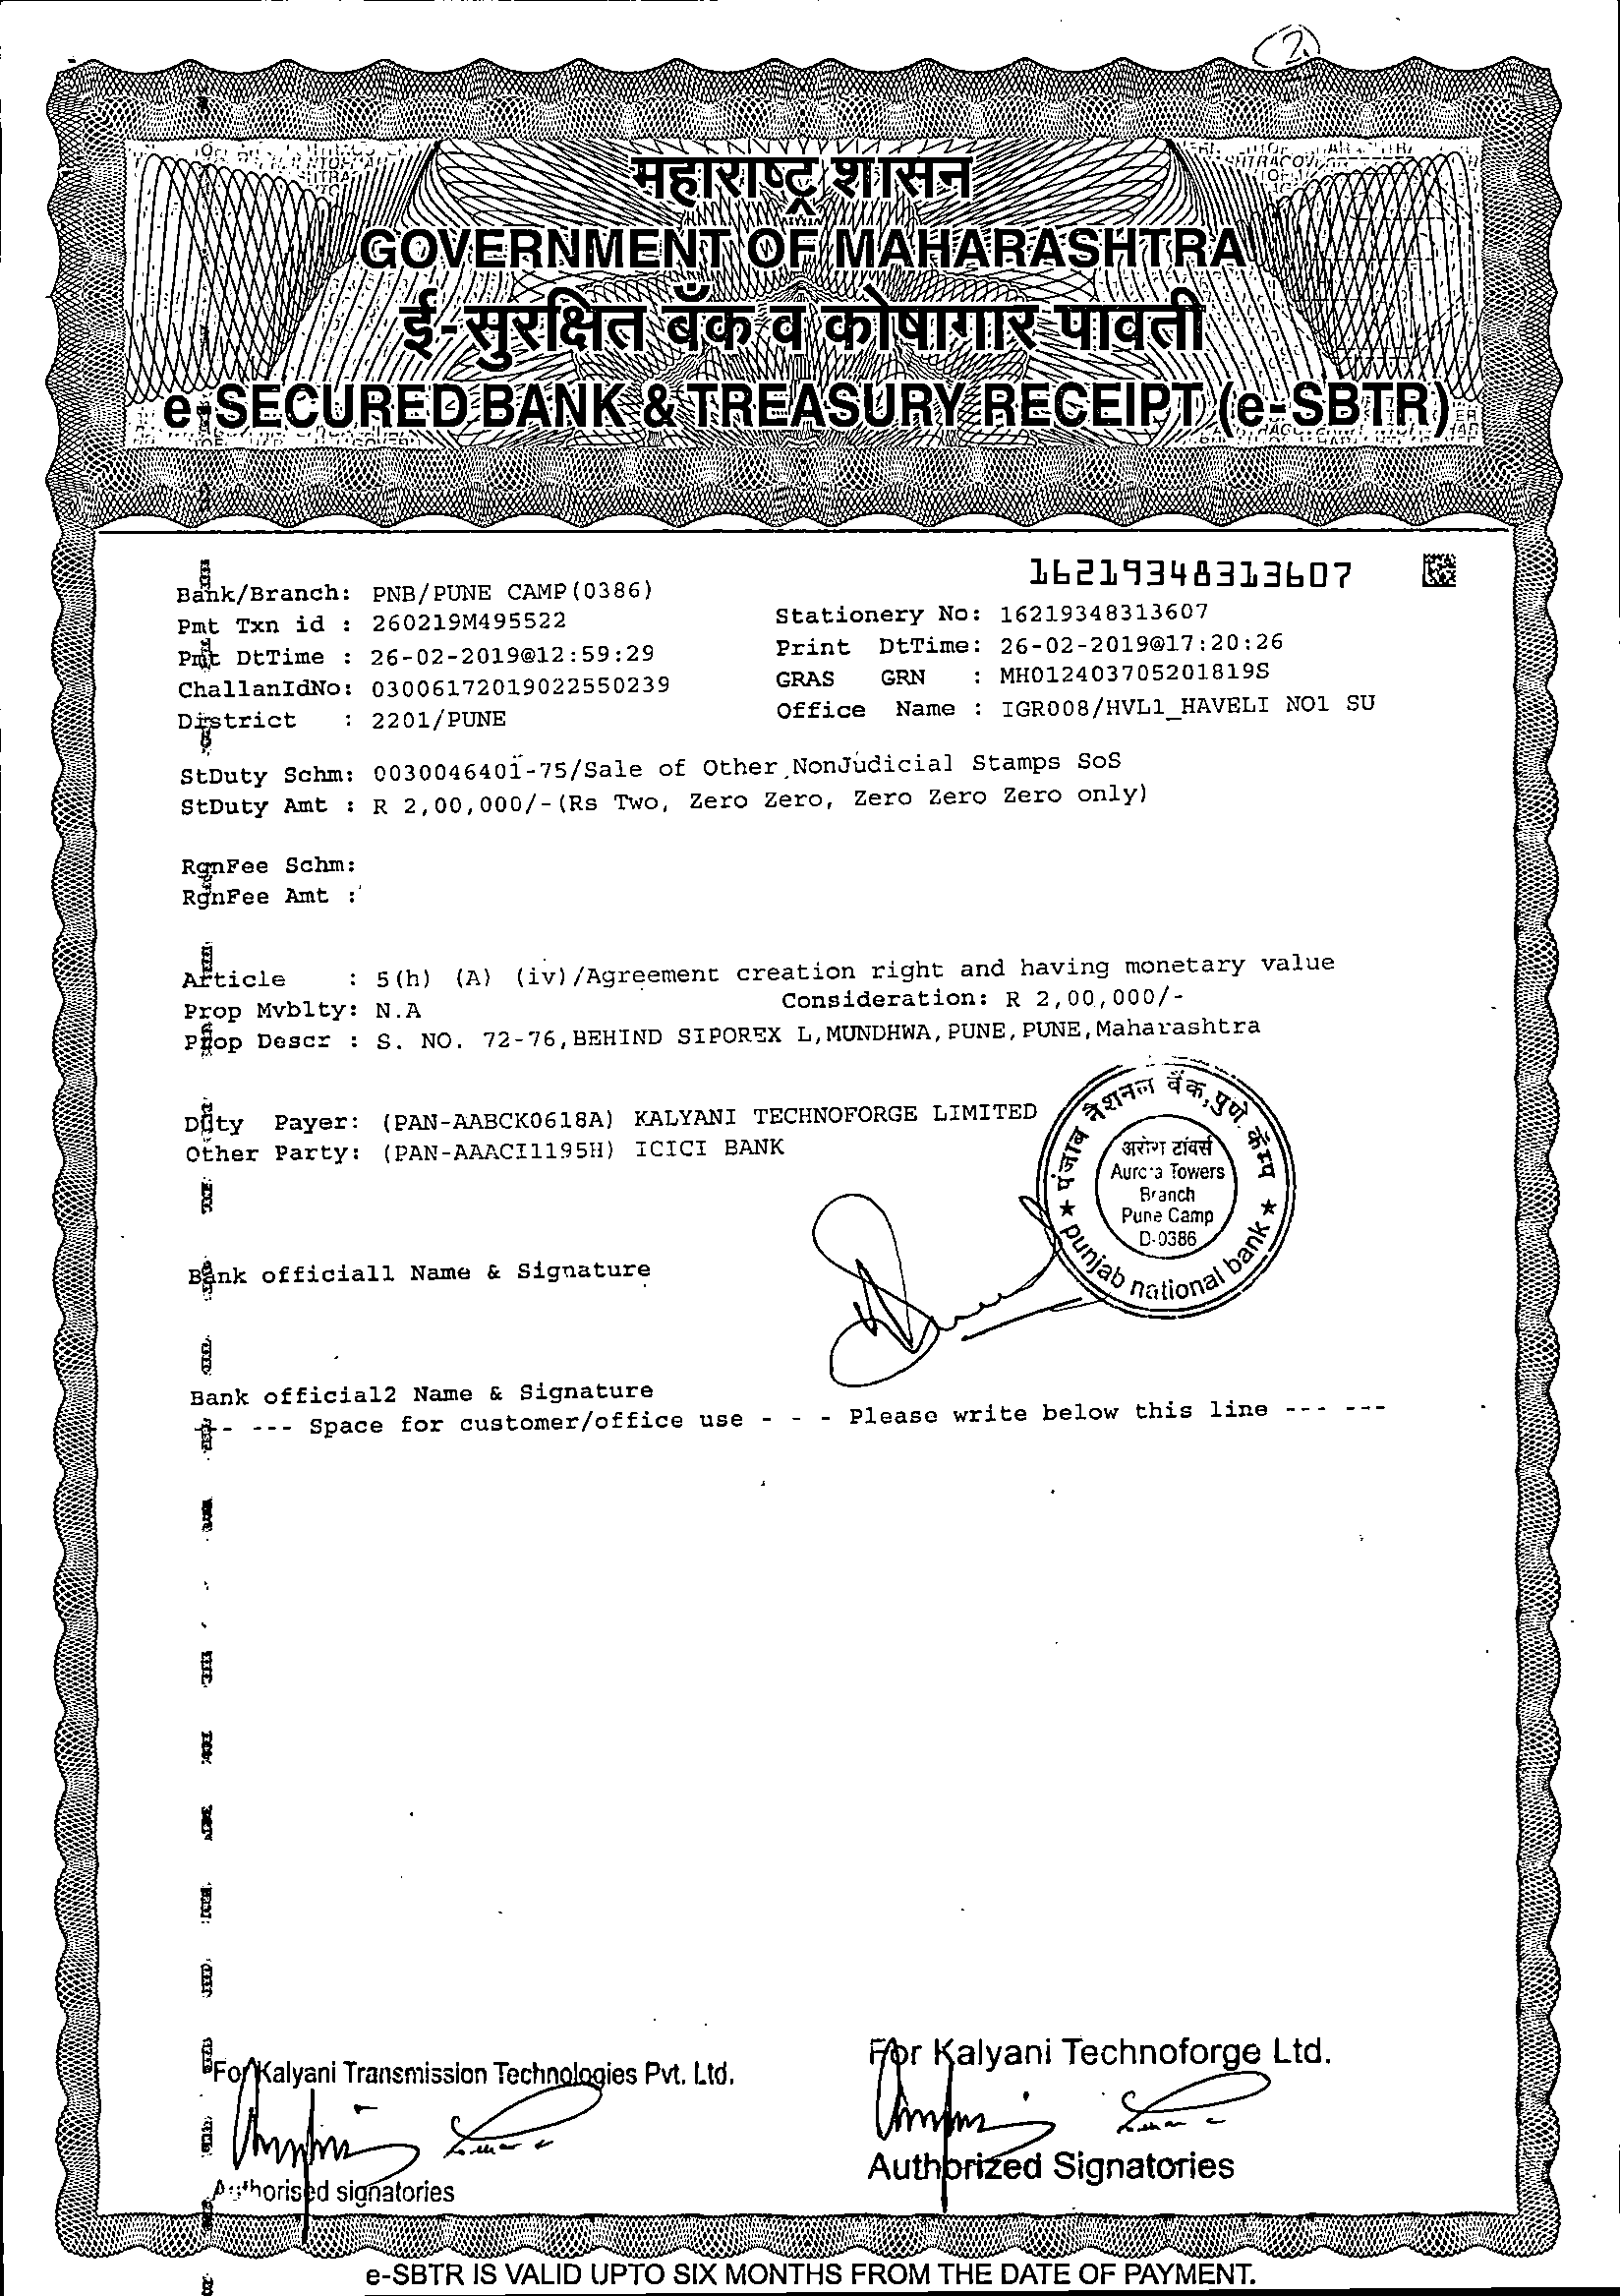 2
महाराष्ट्र शासन
GOVERNMENT OF MAHARASHTRA
ई-सुरक्षित बँक व कोषागार पावती
e-SECURED BANK & TREASURY RECEIPT (e-SBTR)
16219348313607
Bank/Branch: PNB/PUNE CAMP(0386)
Pmt Txn id : 260219M495522
Stationery No: 16219348313607
Pmt DtTime : 26-02-2019@12:59:29
Print DtTime: 26-02-2019@17:20:26
ChallanIdNo: 03006172019022550239
GRAS GRN : MH012403705201819S
District : 2201/PUNE
Office Name : IGR008/HVL1_HAVELI NO1 SU
StDuty Schm: 0030046401-75/Sale of Other NonJudicial Stamps SoS
StDuty Amt : R 2,00,000/-(Rs Two, Zero Zero, Zero Zero Zero only)
RgnFee Schm:
RgnFee Amt :
Article : 5(h) (A) (iv)/Agreement creation right and having monetary value
Prop Mvblty: N.A Consideration: R 2,00,000/-
Prop Descr : S. NO. 72-76,BEHIND SIPOREX L,MUNDHWA,PUNE,PUNE,Maharashtra
Duty Payer: (PAN-AABCK0618A) KALYANI TECHNOFORGE LIMITED
Other Party: (PAN-AAACI1195H) ICICI BANK
पंजाब नैशनल बैंक, पुणे कॅम्प
अरोरा टॉवर्स
Aurora Towers
Branch
Pune Camp
D-0386
punjab national bank
Bank official1 Name & Signature
Bank official2 Name & Signature
--- --- Space for customer/office use - - - Please write below this line --- ---
For Kalyani Transmission Technologies Pvt. Ltd.
Authorised signatories
For Kalyani Technoforge Ltd.
Authorized Signatories
e-SBTR IS VALID UPTO SIX MONTHS FROM THE DATE OF PAYMENT.